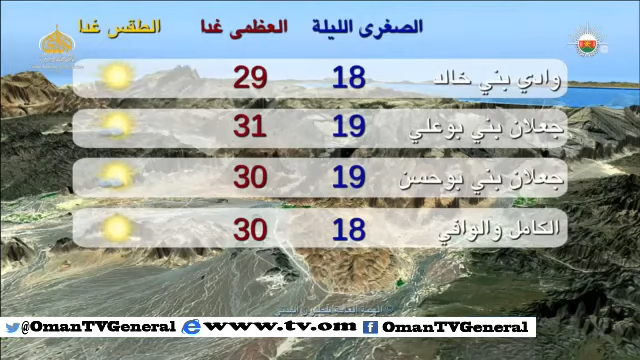 الصغرى الليلة العظمى غدا الطقس غدا
وادي بني خالد 18 29
جعلان بني بوعلي 19 31
جعلان بني بوحسن 19 30
الكامل والوافي 18 30
@OmanTVGeneral www.tv.om OmanTVGeneral